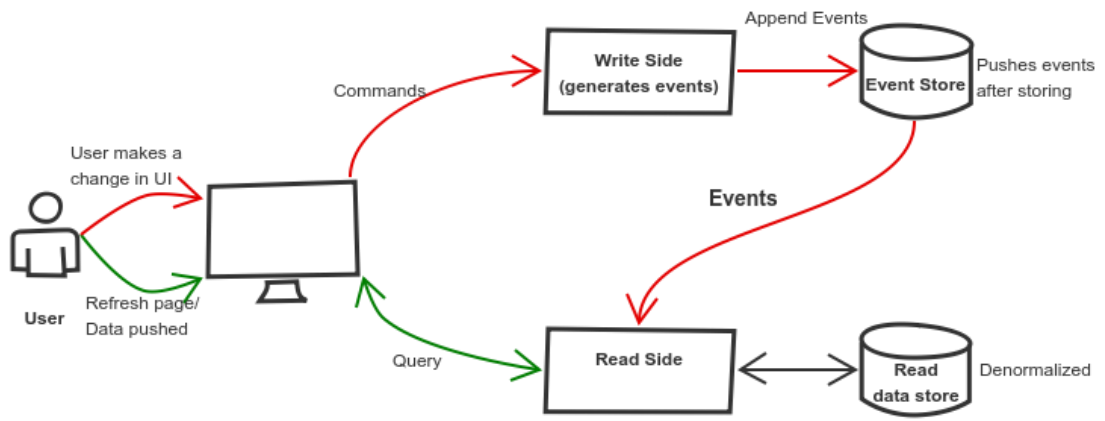 Append Events
Write Side
(generates events)
Event Store
Pushes events
after storing
Commands
User makes a
change in UI
Events
User
Refresh page/
Data pushed
Query
Read Side
Read
data store
Denormalized